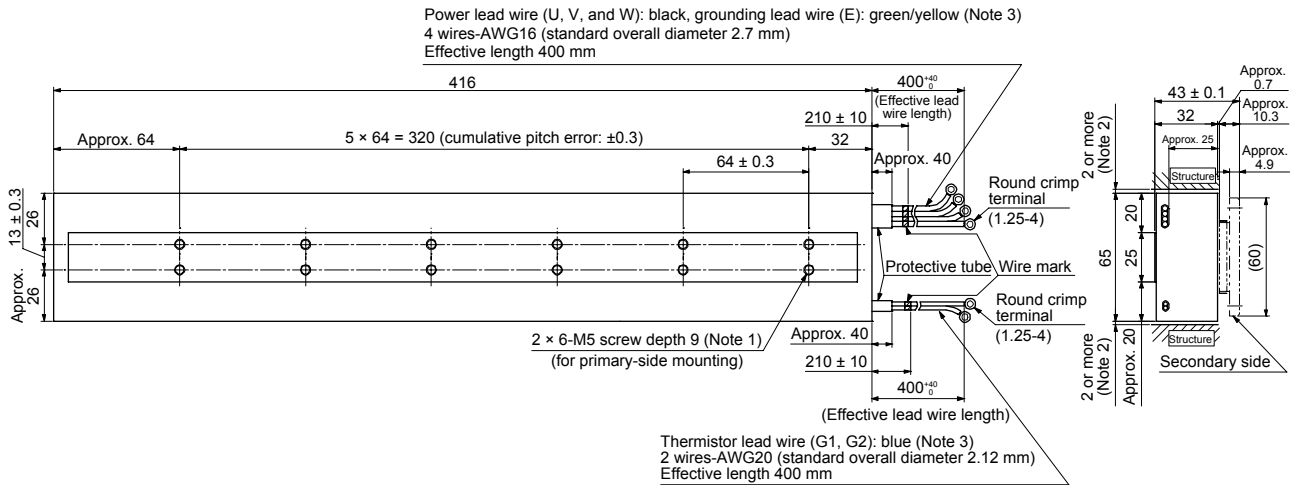 Power lead wire (U, V, and W): black, grounding lead wire (E): green/yellow (Note 3)
4 wires-AWG16 (standard overall diameter 2.7 mm)
Effective length 400 mm
416
400 +40 0
(Effective lead
wire length)
210 ± 10
Approx. 64
5 × 64 = 320 (cumulative pitch error: ±0.3)
32
64 ± 0.3
Approx. 40
Round crimp
terminal
(1.25-4)
13 ± 0.3
26
Approx.
26
Protective tube
Wire mark
Round crimp
terminal
(1.25-4)
2 × 6-M5 screw depth 9 (Note 1)
(for primary-side mounting)
Approx. 40
210 ± 10
400 +40 0
(Effective lead wire length)
Thermistor lead wire (G1, G2): blue (Note 3)
2 wires-AWG20 (standard overall diameter 2.12 mm)
Effective length 400 mm
Approx.
0.7
43 ± 0.1
32
Approx.
10.3
Approx. 25
Approx.
4.9
2 or more
(Note 2)
Structure
20
65
25
(60)
Approx. 20
2 or more
(Note 2)
Structure
Secondary side